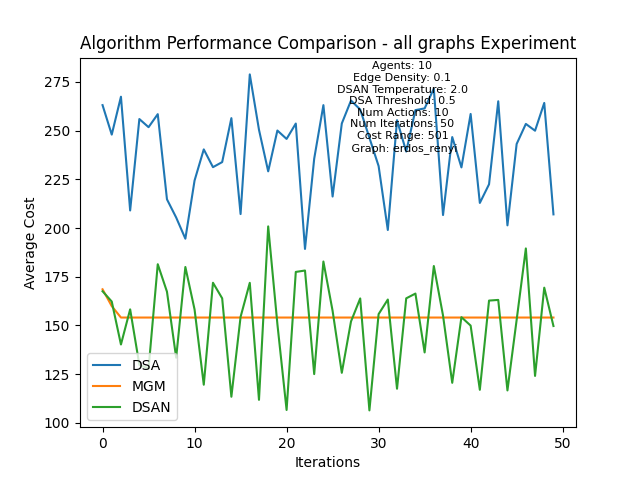 Algorithm Performance Comparison - all graphs Experiment
Agents: 10
Edge Density: 0.1
DSAN Temperature: 2.0
DSA Threshold: 0.5
Num Actions: 10
Num Iterations: 50
Cost Range: 501
Graph: erdos_renyi
275
250
225
200
175
150
125
100
Average Cost
DSA
MGM
DSAN
0
10
20
30
40
50
Iterations